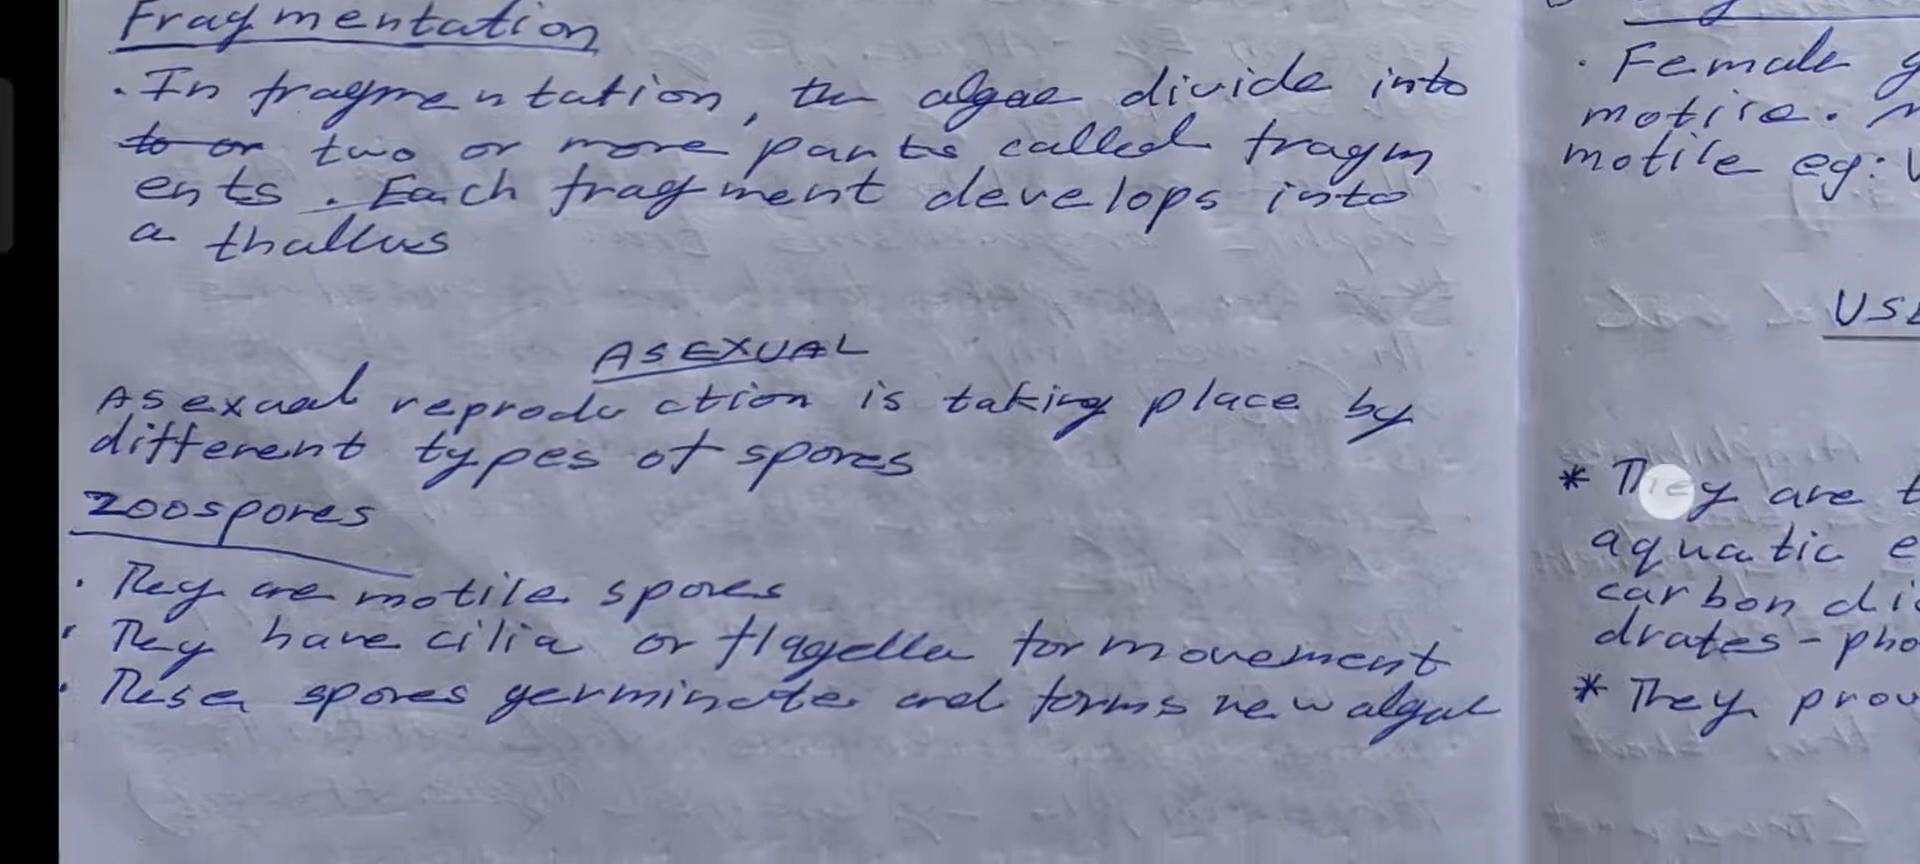 Fragmentation
. In fragmentation, the algae divide into
to or two or more parts called fragm
ents. Each fragment develops into
a thallus
ASEXUAL
Asexual reproduction is taking place by
different types of spores
Zoospores
. They are motile spores
. They have cilia or flagella for movement
. These spores germinate and forms new algae
. Female
motile.
motile eg:
* They are
aquatic
carbon
drates - pho
* They prov